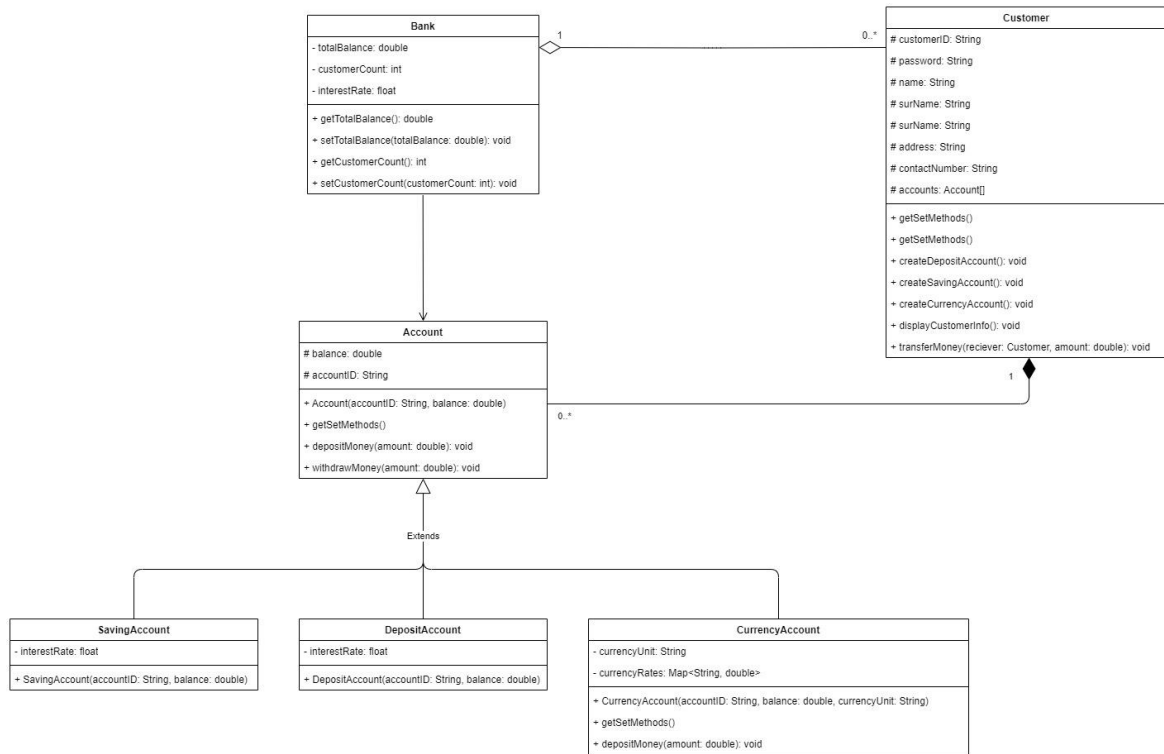 Bank
- totalBalance: double
- customerCount: int
- interestRate: float
+ getTotalBalance(): double
+ setTotalBalance(totalBalance: double): void
+ getCustomerCount(): int
+ setCustomerCount(customerCount: int): void
1
0..*
Customer
# customerID: String
# password: String
# name: String
# surName: String
# surName: String
# address: String
# contactNumber: String
# accounts: Account[]
+ getSetMethods()
+ getSetMethods()
+ createDepositAccount(): void
+ createSavingAccount(): void
+ createCurrencyAccount(): void
+ displayCustomerInfo(): void
+ transferMoney(reciever: Customer, amount: double): void
1
0..*
Account
# balance: double
# accountID: String
+ Account(accountID: String, balance: double)
+ getSetMethods()
+ depositMoney(amount: double): void
+ withdrawMoney(amount: double): void
Extends
SavingAccount
- interestRate: float
+ SavingAccount(accountID: String, balance: double)
DepositAccount
- interestRate: float
+ DepositAccount(accountID: String, balance: double)
CurrencyAccount
- currencyUnit: String
- currencyRates: Map<String, double>
+ CurrencyAccount(accountID: String, balance: double, currencyUnit: String)
+ getSetMethods()
+ depositMoney(amount: double): void